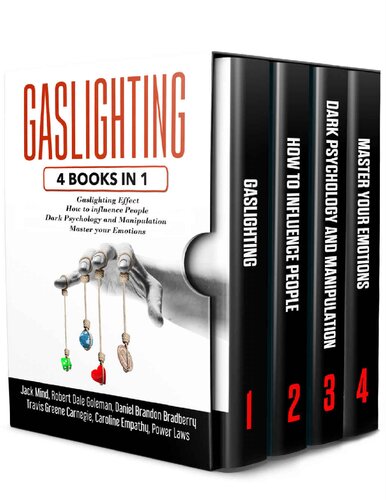 GASLIGHTING
4 BOOKS IN 1
Gaslighting Effect
How to influence People
Dark Psychology and Manipulation
Master your Emotions
Jack Mind, Robert Dale Goleman, Daniel Brandon Bradberry
Travis Greene Carnegie, Caroline Empathy, Power Laws
GASLIGHTING
1
HOW TO INFLUENCE PEOPLE
2
DARK PSYCHOLOGY AND MANIPULATION
3
MASTER YOUR EMOTIONS
4